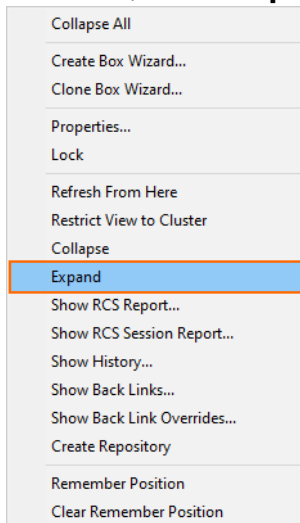 Collapse All
Create Box Wizard...
Clone Box Wizard...
Properties...
Lock
Refresh From Here
Restrict View to Cluster
Collapse
Expand
Show RCS Report...
Show RCS Session Report...
Show History...
Show Back Links...
Show Back Link Overrides...
Create Repository
Remember Position
Clear Remember Position